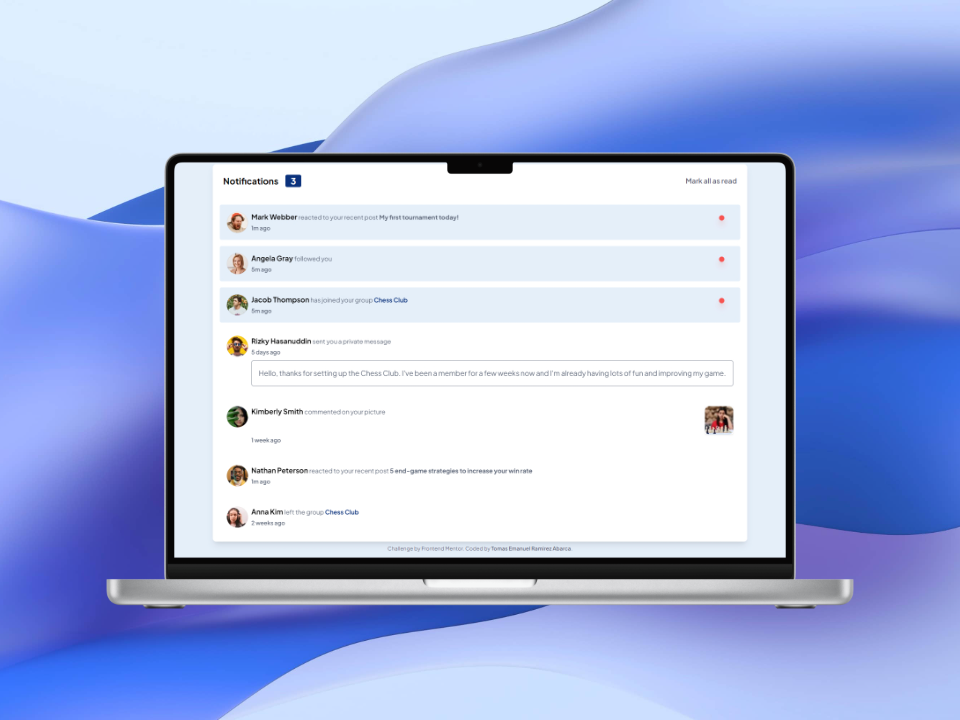 Notifications 3
Mark all as read
Mark Webber reacted to your recent post My first tournament today!
1m ago
Angela Gray followed you
5m ago
Jacob Thompson has joined your group Chess Club
5m ago
Rizky Hasanuddin sent you a private message
5 days ago
Hello, thanks for setting up the Chess Club. I've been a member for a few weeks now and I'm already having lots of fun and improving my game.
Kimberly Smith commented on your picture
1 week ago
Nathan Peterson reacted to your recent post 5 end-game strategies to increase your win rate
1m ago
Anna Kim left the group Chess Club
2 weeks ago
Challenge by Frontend Mentor. Coded by Tomas Emanuel Ramirez Abarca.